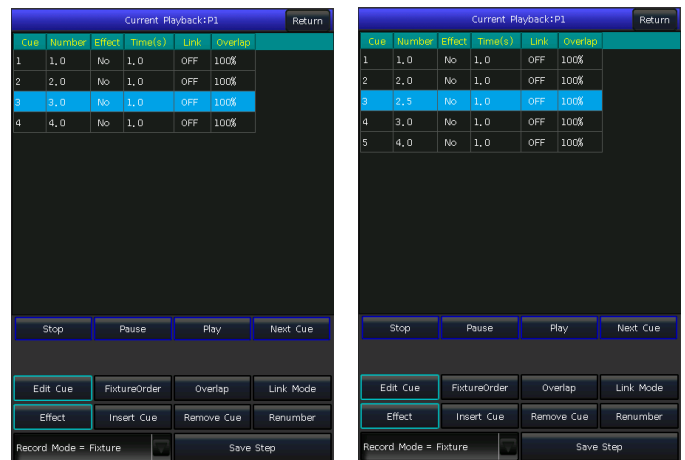 Current Playback:P1 Return
Cue Number Effect Time(s) Link Overlap
1 1.0 No 1.0 OFF 100%
2 2.0 No 1.0 OFF 100%
3 3.0 No 1.0 OFF 100%
4 4.0 No 1.0 OFF 100%
Stop Pause Play Next Cue
Edit Cue FixtureOrder Overlap Link Mode
Effect Insert Cue Remove Cue Renumber
Record Mode = Fixture Save Step
Current Playback:P1 Return
Cue Number Effect Time(s) Link Overlap
1 1.0 No 1.0 OFF 100%
2 2.0 No 1.0 OFF 100%
3 2.5 No 1.0 OFF 100%
4 3.0 No 1.0 OFF 100%
5 4.0 No 1.0 OFF 100%
Stop Pause Play Next Cue
Edit Cue FixtureOrder Overlap Link Mode
Effect Insert Cue Remove Cue Renumber
Record Mode = Fixture Save Step